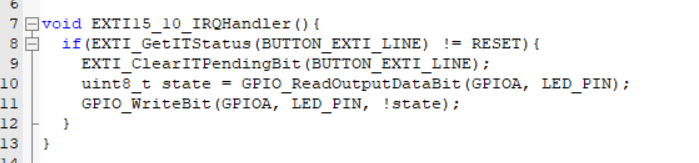 6
7 void EXTI15_10_IRQHandler(){
8 if(EXTI_GetITStatus(BUTTON_EXTI_LINE) != RESET){
9 EXTI_ClearITPendingBit(BUTTON_EXTI_LINE);
10 uint8_t state = GPIO_ReadOutputDataBit(GPIOA, LED_PIN);
11 GPIO_WriteBit(GPIOA, LED_PIN, !state);
12 }
13 }